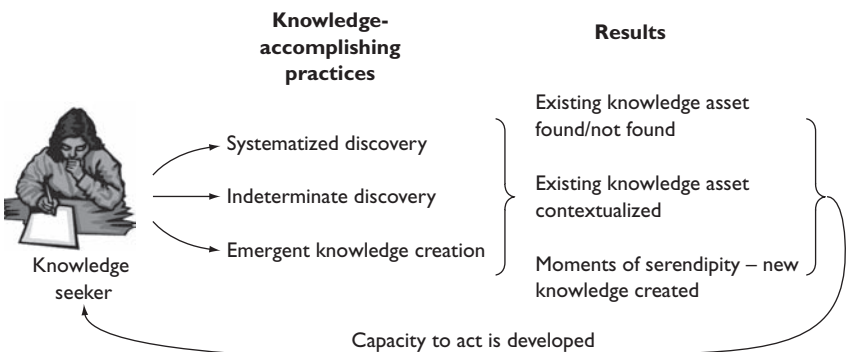 Knowledge-
accomplishing
practices
Results
Systematized discovery
Indeterminate discovery
Emergent knowledge creation
Existing knowledge asset
found/not found
Existing knowledge asset
contextualized
Moments of serendipity – new
knowledge created
Knowledge
seeker
Capacity to act is developed